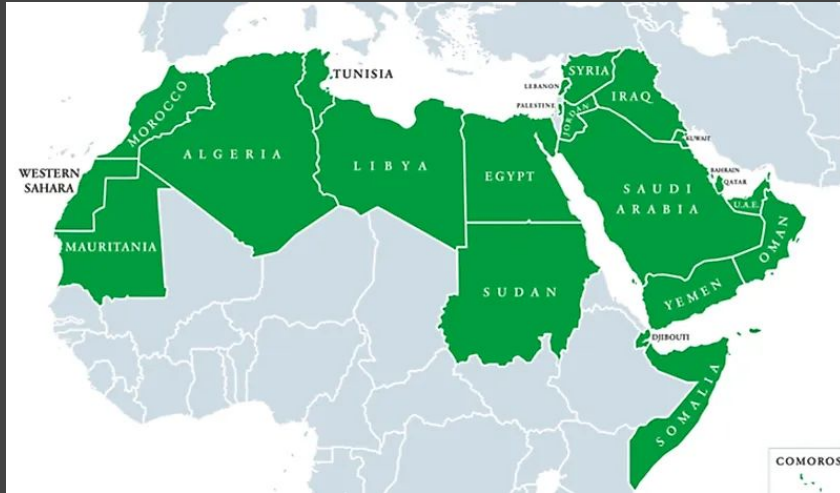 TUNISIA
MOROCCO
ALGERIA
LIBYA
EGYPT
WESTERN
SAHARA
MAURITANIA
SUDAN
LEBANON
PALESTINE
SYRIA
JORDAN
IRAQ
KUWAIT
BAHRAIN
QATAR
U.A.E.
SAUDI
ARABIA
OMAN
YEMEN
DJIBOUTI
SOMALIA
COMOROS